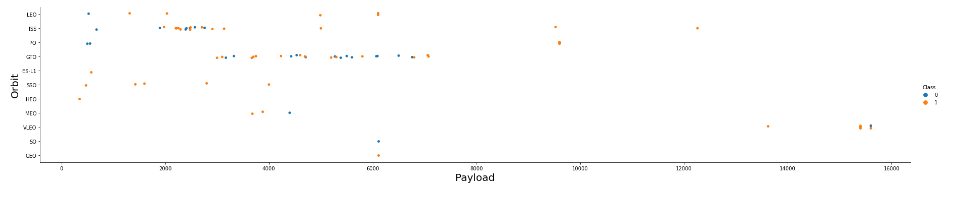 LEO
ISS
PO
GTO
ES-L1
SSO
HEO
MEO
VLEO
SO
GEO
Orbit
0
2000
4000
6000
8000
10000
12000
14000
16000
Payload
Class
0
1